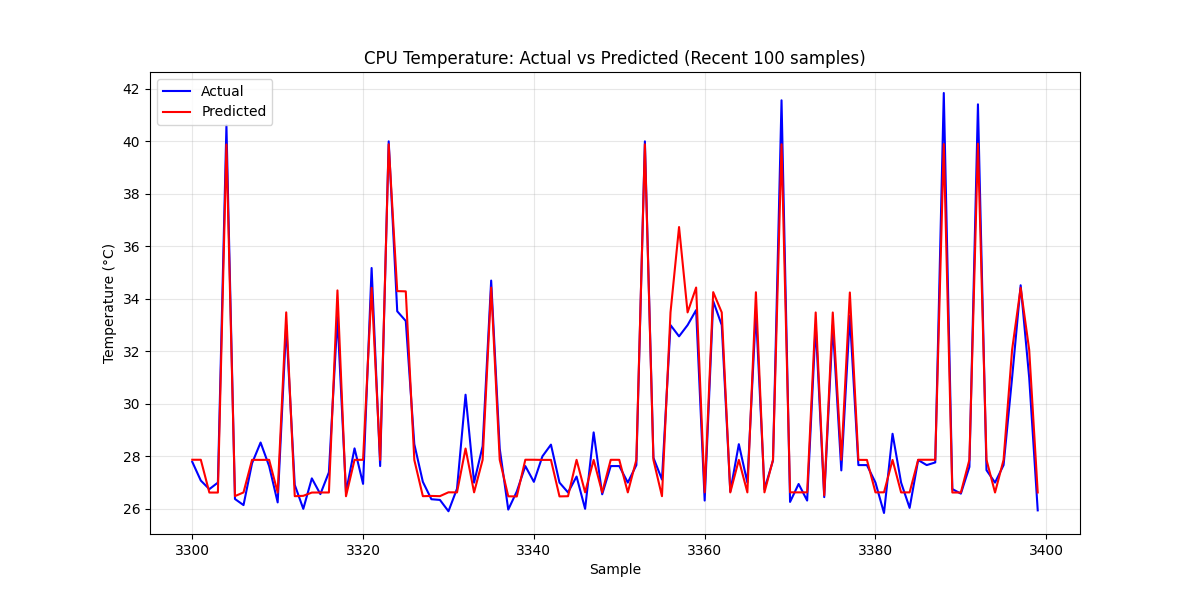 CPU Temperature: Actual vs Predicted (Recent 100 samples)
Actual
Predicted
Temperature (°C)
42
40
38
36
34
32
30
28
26
3300 3320 3340 3360 3380 3400
Sample